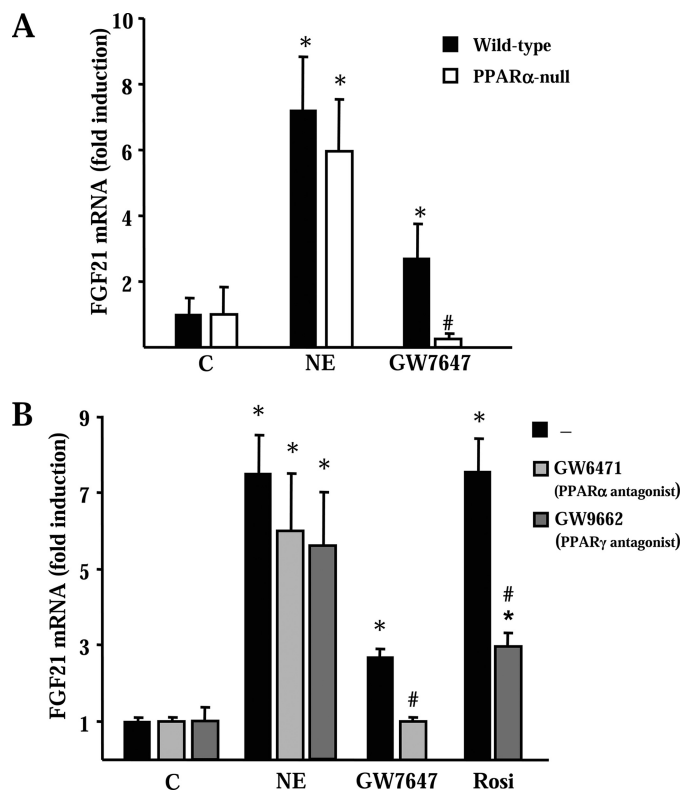 A
FGF21 mRNA (fold induction)
10
8
6
4
2
Wild-type
PPARα-null
* * * #
C NE GW7647
B
FGF21 mRNA (fold induction)
9
7
5
3
1
–
GW6471
(PPARα antagonist)
GW9662
(PPARγ antagonist)
* * * * # * # *
C NE GW7647 Rosi